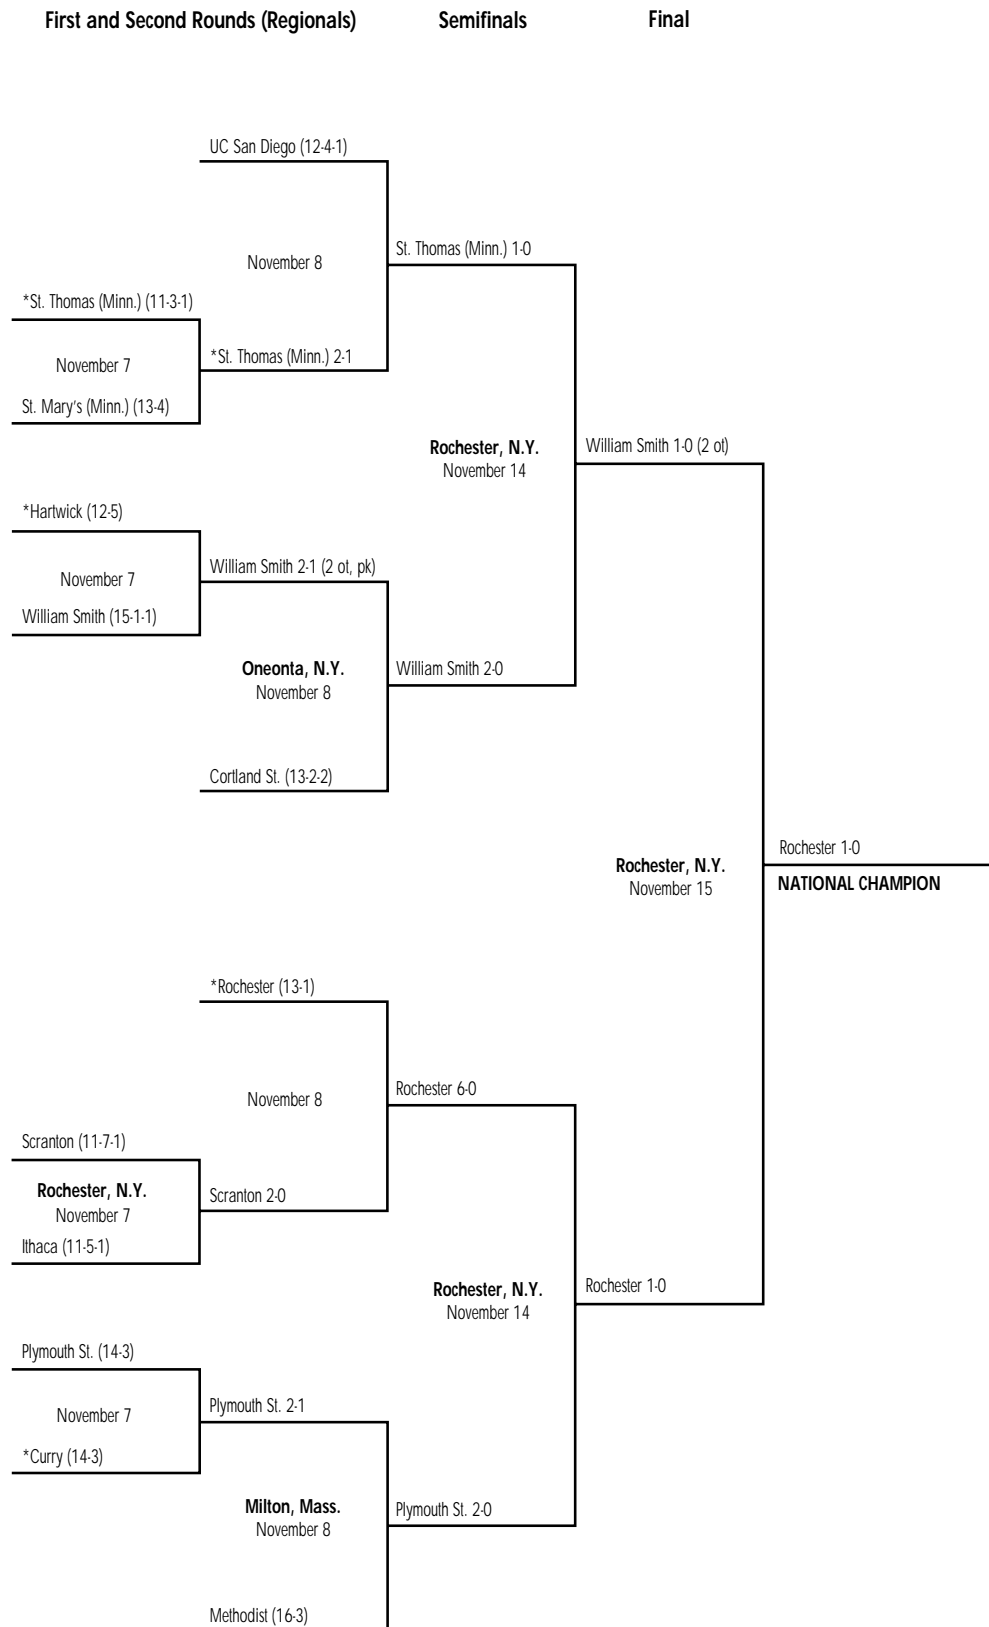 First and Second Rounds (Regionals) Semifinals Final
UC San Diego (12-4-1)
November 8
St. Thomas (Minn.) 1-0
*St. Thomas (Minn.) (11-3-1)
November 7
*St. Thomas (Minn.) 2-1
St. Mary's (Minn.) (13-4)
Rochester, N.Y.
November 14
William Smith 1-0 (2 ot)
*Hartwick (12-5)
November 7
William Smith 2-1 (2 ot, pk)
William Smith (15-1-1)
Oneonta, N.Y.
November 8
William Smith 2-0
Cortland St. (13-2-2)
Rochester, N.Y.
November 15
Rochester 1-0
NATIONAL CHAMPION
*Rochester (13-1)
November 8
Rochester 6-0
Scranton (11-7-1)
Rochester, N.Y.
November 7
Scranton 2-0
Ithaca (11-5-1)
Rochester, N.Y.
November 14
Rochester 1-0
Plymouth St. (14-3)
November 7
Plymouth St. 2-1
*Curry (14-3)
Milton, Mass.
November 8
Plymouth St. 2-0
Methodist (16-3)